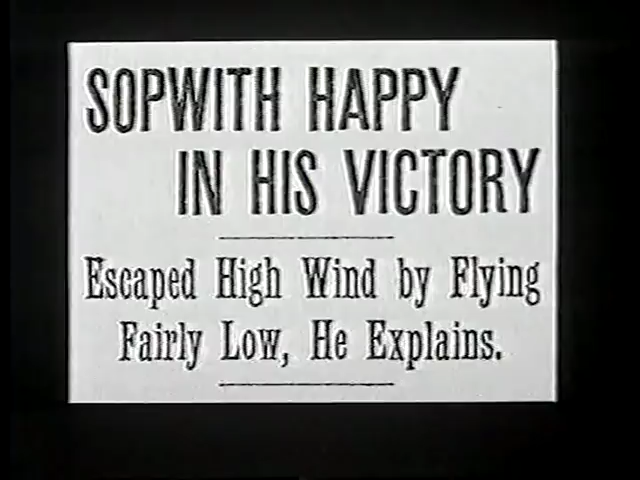 SOPWITH HAPPY
IN HIS VICTORY
Escaped High Wind by Flying
Fairly Low, He Explains.